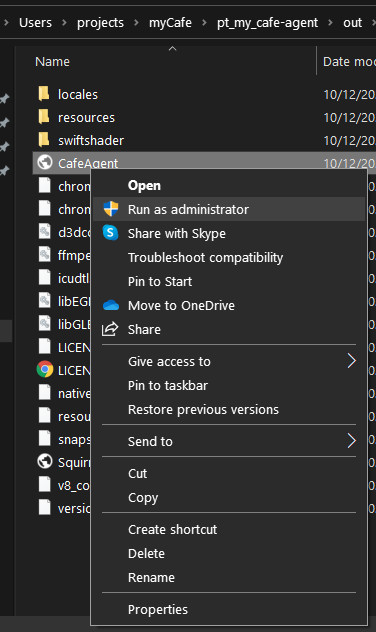 Users > projects > myCafe > pt_my_cafe-agent > out
Name
Date mo
locales
10/12/20
resources
10/12/20
swiftshader
10/12/20
CafeAgent
10/12/20
chrom
Open
chrom
Run as administrator
d3dco
Share with Skype
ffmpe
Troubleshoot compatibility
icudtl
Pin to Start
libEG
Move to OneDrive
libGLE
Share
LICEN
Give access to
LICEN
Pin to taskbar
native
resou
Restore previous versions
snaps
Send to
Squirr
Cut
v8_co
Copy
versio
Create shortcut
Delete
Rename
Properties